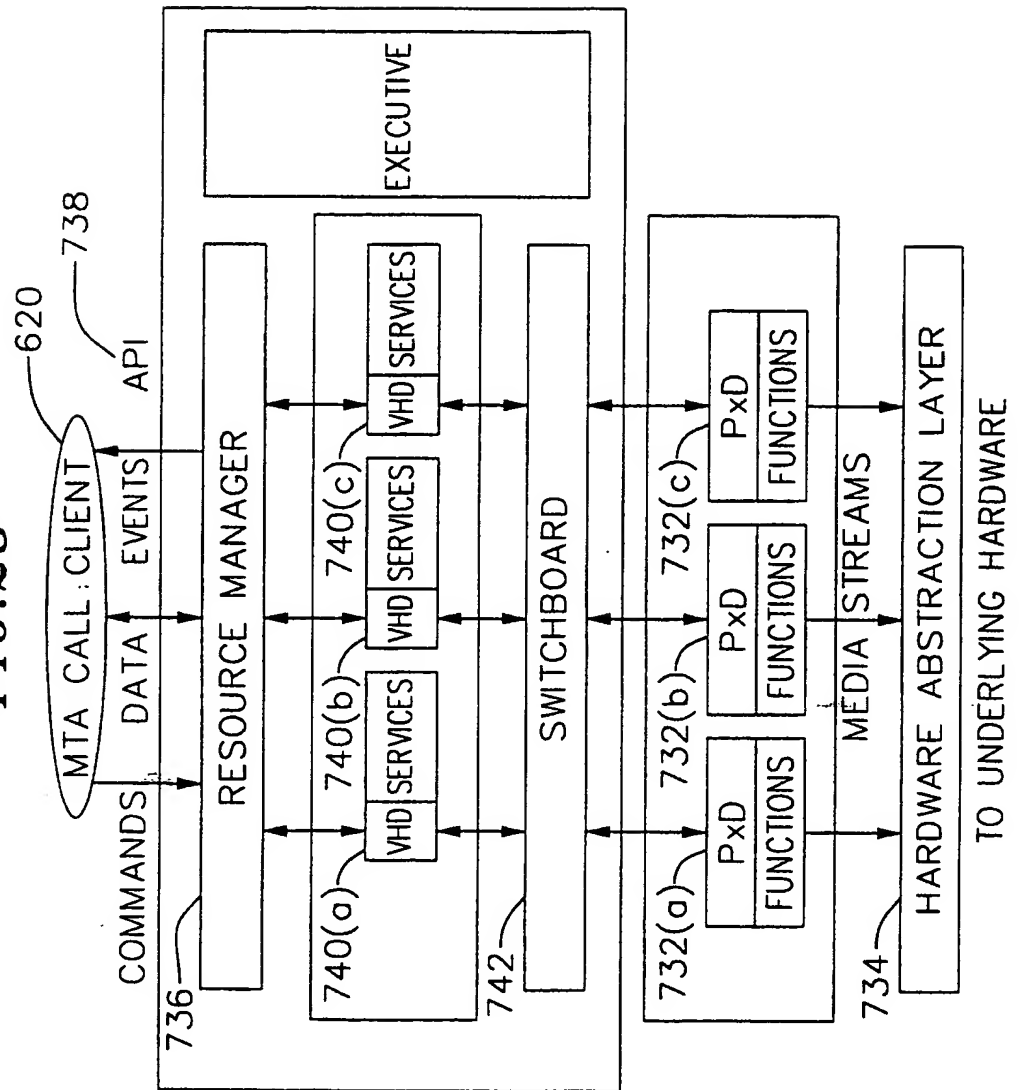 MTA CALL CLIENT
620
738
COMMANDS DATA EVENTS API
736
RESOURCE MANAGER
EXECUTIVE
740(a) 740(b) 740(c)
VHD SERVICES VHD SERVICES VHD SERVICES
742
SWITCHBOARD
732(a) 732(b) 732(c)
PxD PxD PxD
FUNCTIONS FUNCTIONS FUNCTIONS
MEDIA STREAMS
734
HARDWARE ABSTRACTION LAYER
TO UNDERLYING HARDWARE